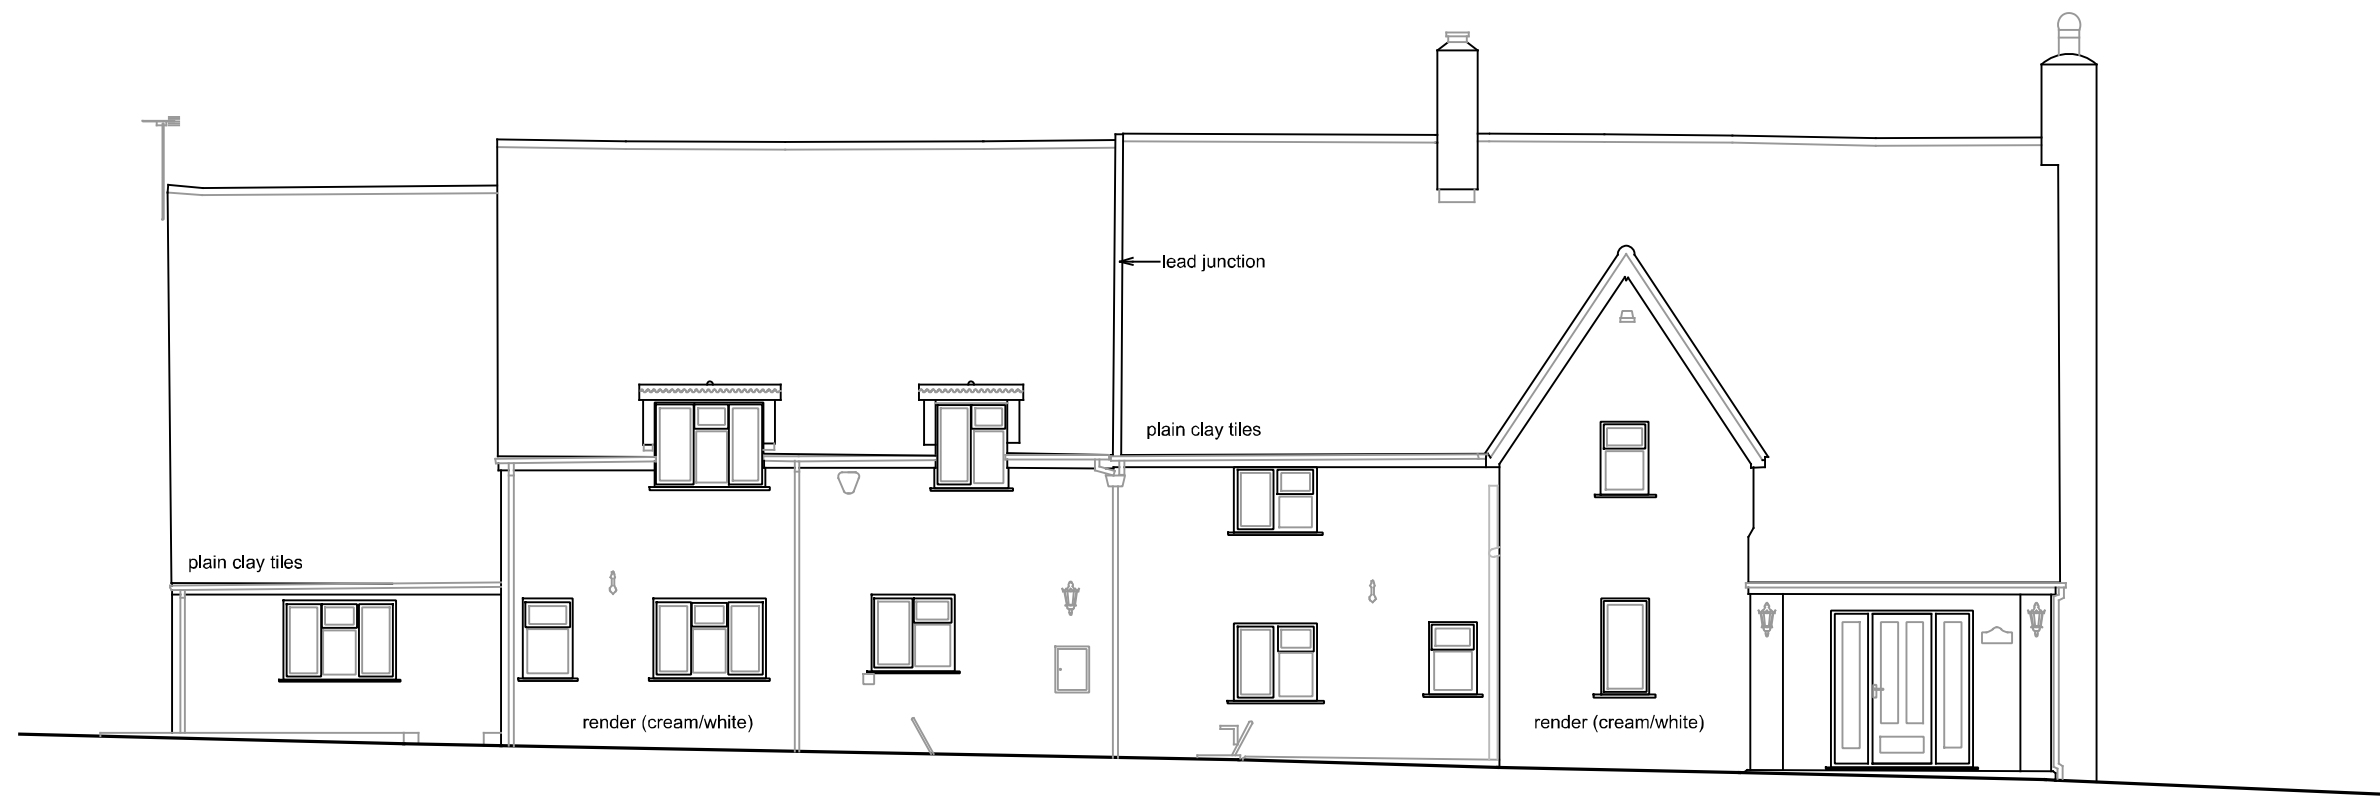 lead junction
plain clay tiles
plain clay tiles
render (cream/white)
render (cream/white)